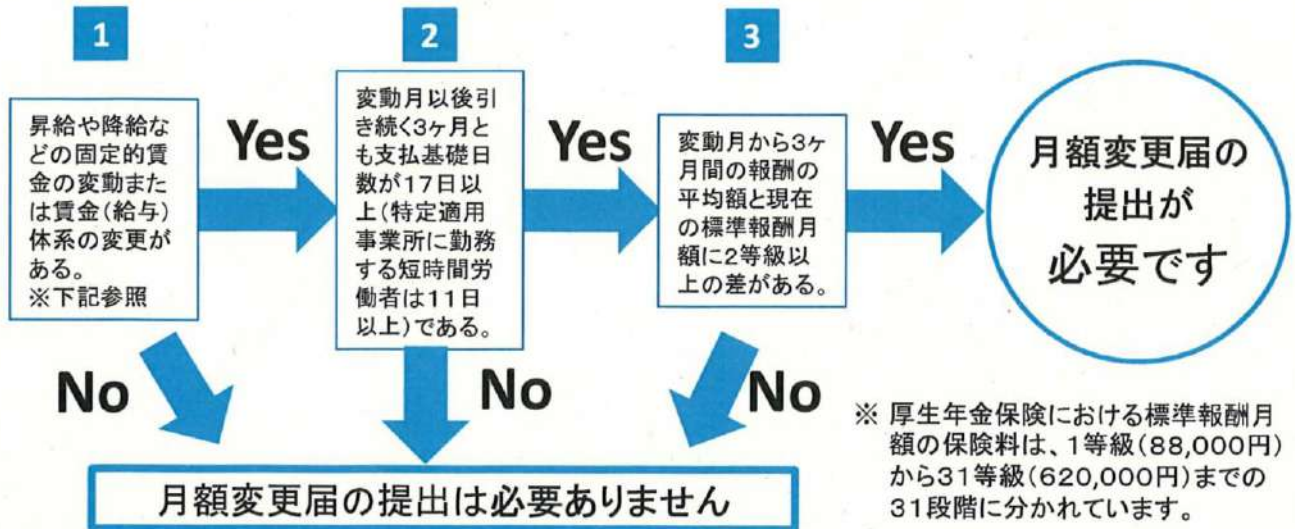 1
昇給や降給な
どの固定的賃
金の変動また
は賃金(給与)
体系の変更が
ある。
※下記参照
Yes
2
変動月以後引
き続く3ヶ月と
も支払基礎日
数が17日以
上(特定適用
事業所に勤務
する短時間労
働者は11日
以上)である。
Yes
3
変動月から3ヶ
月間の報酬の
平均額と現在
の標準報酬月
額に2等級以
上の差がある。
Yes
月額変更届の
提出が
必要です
No
No
No
月額変更届の提出は必要ありません
※ 厚生年金保険における標準報酬月
額の保険料は、1等級(88,000円)
から31等級(620,000円)までの
31段階に分かれています。